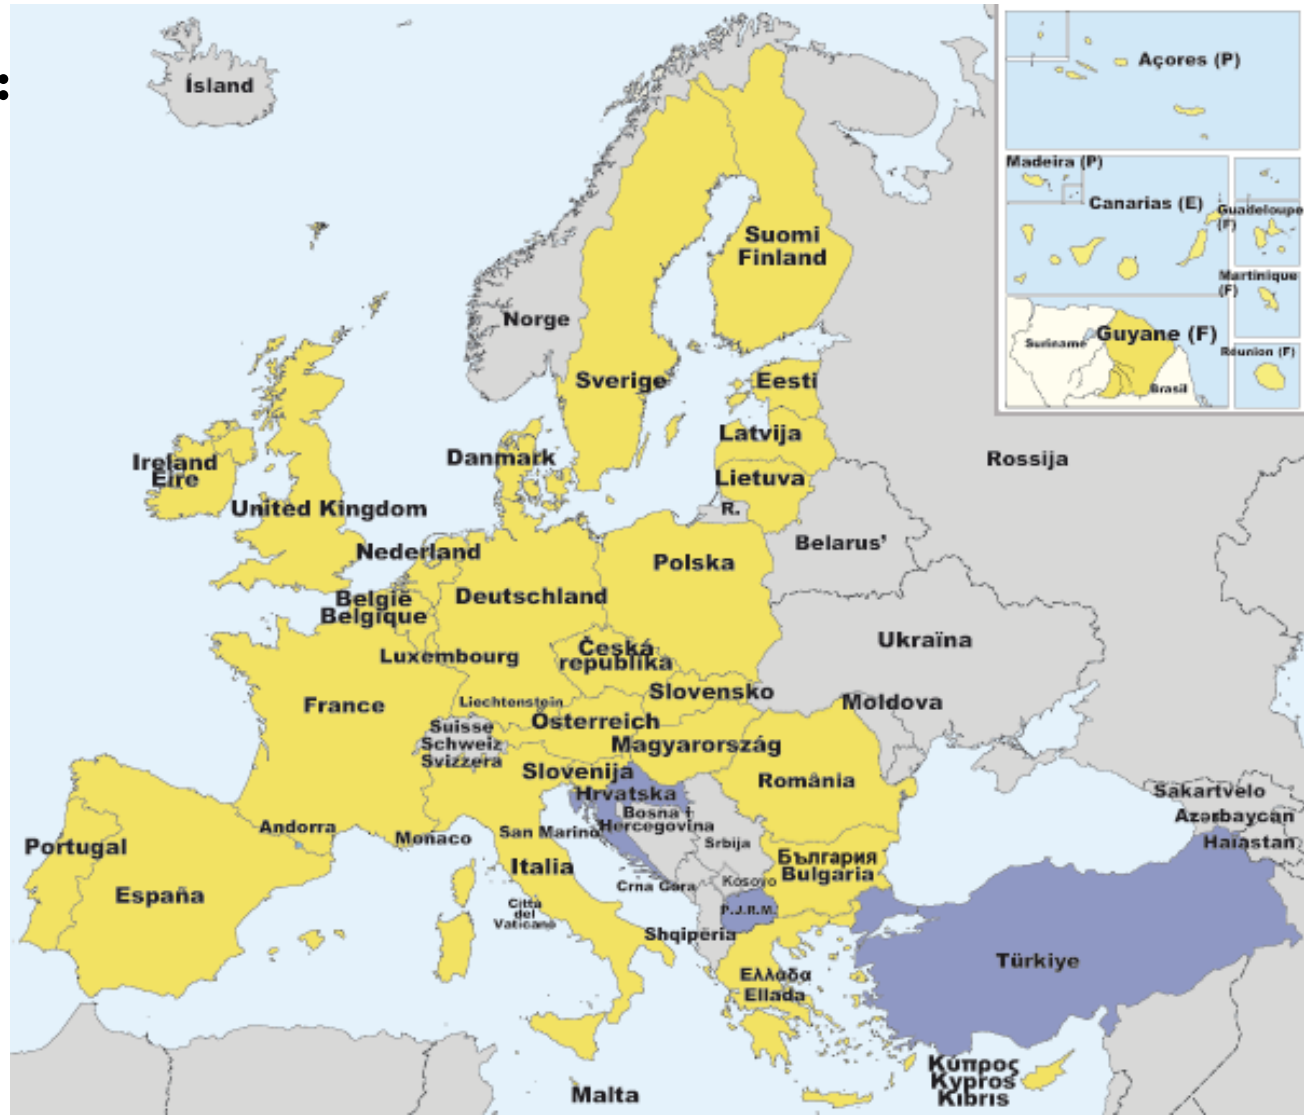 :
Ísland
Suomi
Finland
Norge
Sverige
Eesti
Latvija
Lietuva
R.
Danmark
Ireland
Eire
United Kingdom
Nederland
België
Belgique
Deutschland
Polska
Belarus'
Rossija
Luxembourg
Česká
republika
Ukraïna
France
Liechtenstein
Slovensko
Moldova
Österreich
Suisse
Schweiz
Svizzera
Magyarország
Slovenija
Hrvatska
România
Bosna i
Hercegovina
Srbija
Sakartvelo
Azərbaycan
Haïastan
Andorra
Monaco
San Marino
Portugal
España
Italia
Città
del
Vaticano
Crna Gora
Kosovo
България
Bulgaria
P.J.R.M.
Shqipëria
Ελλάδα
Ellada
Türkiye
Malta
Κύπρος
Kypros
Kıbrıs
Açores (P)
Madeira (P)
Canarias (E)
Guadeloupe
(F)
Martinique
(F)
Guyane (F)
Suriname
Brasil
Réunion (F)